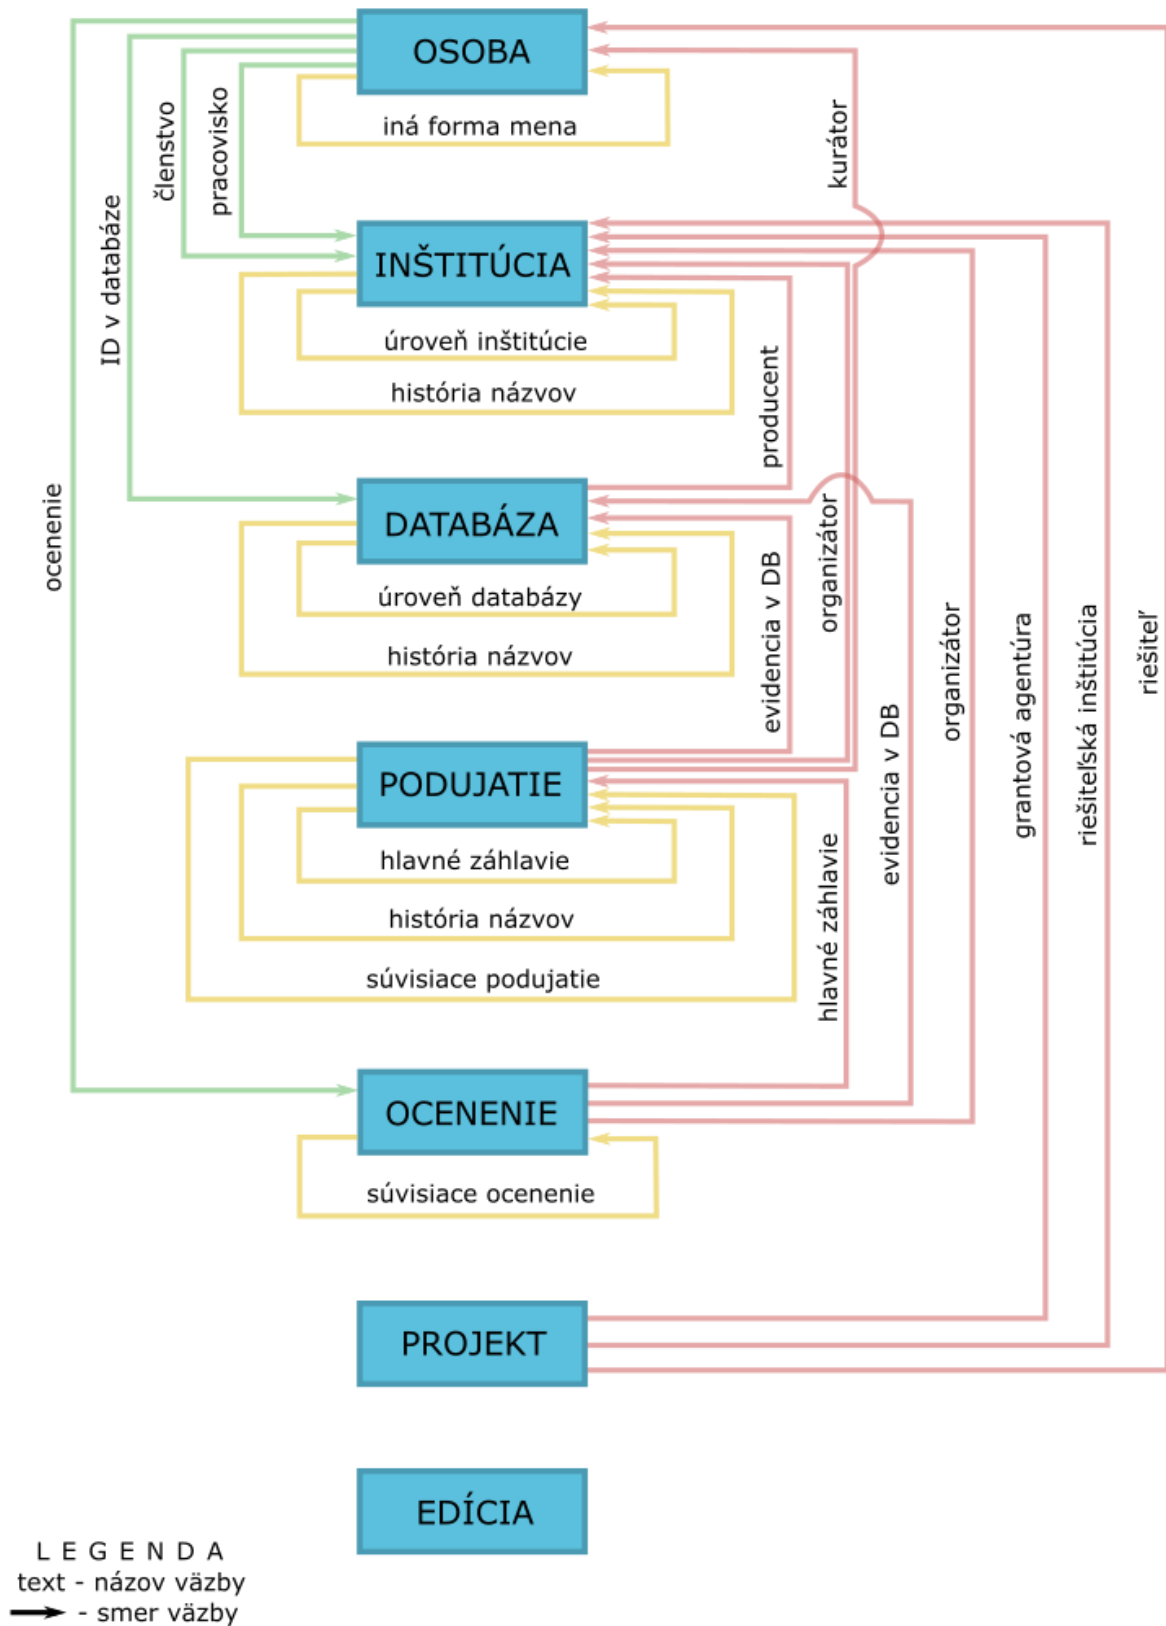 OSOBA
iná forma mena
členstvo
pracovisko
ID v databáze
ocenenie
kurátor
INŠTITÚCIA
úroveň inštitúcie
história názvov
producent
DATABÁZA
úroveň databázy
história názvov
evidencia v DB
organizátor
PODUJATIE
hlavné záhlavie
história názvov
súvisiace podujatie
hlavné záhlavie
evidencia v DB
organizátor
grantová agentúra
riešiteľská inštitúcia
riešiteľ
OCENENIE
súvisiace ocenenie
PROJEKT
EDÍCIA
LEGENDA
text - názov väzby
- smer väzby